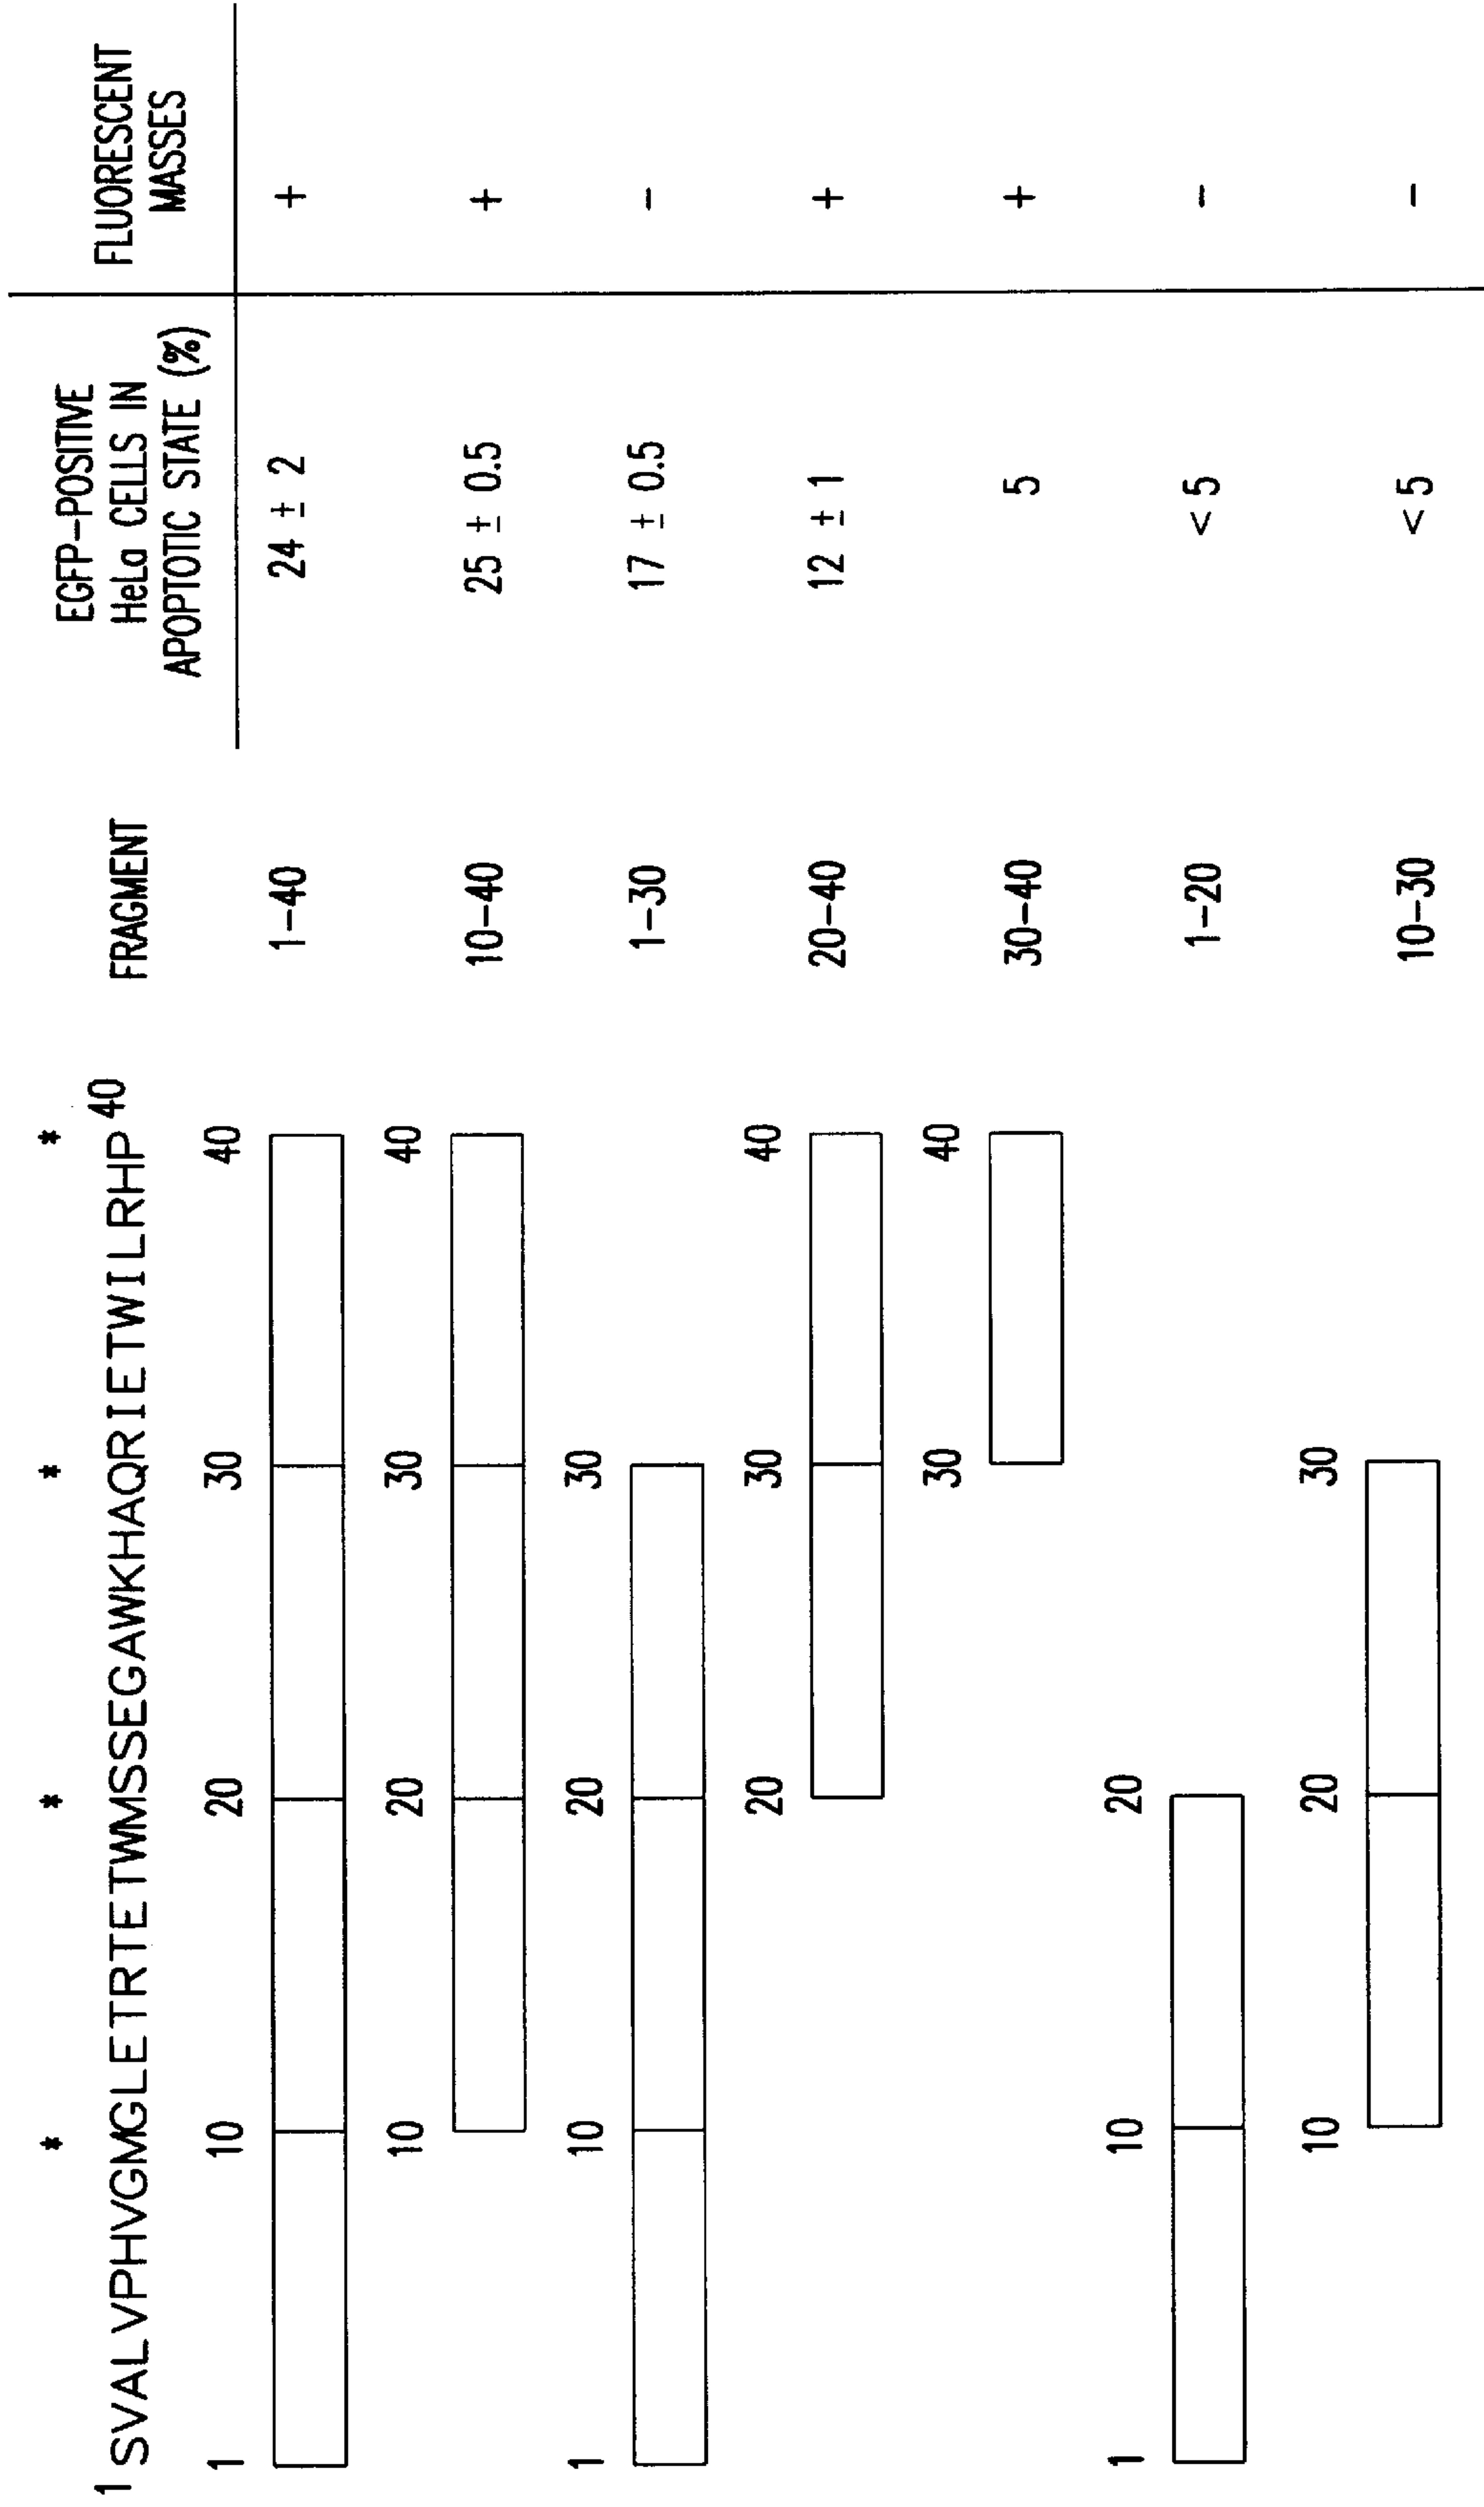 * * * *
1 SVALVPHVGMGLETRTETWMSSEGAWKHAQRIETWILRHP 40
FRAGMENT
EGFP-POSITIVE
HeLa CELLS IN
APOPTOTIC STATE (%)
FLUORESCENT
MASSES
1 10 20 30 40
1-40 24 ± 2 +
10 20 30 40
10-40 25 ± 0.5 +
1 10 20 30
1-30 17 ± 0.5 -
20 30 40
20-40 12 ± 1 +
30 40
30-40 5 +
1 10 20
1-20 < 5 -
10 20 30
10-30 < 5 -